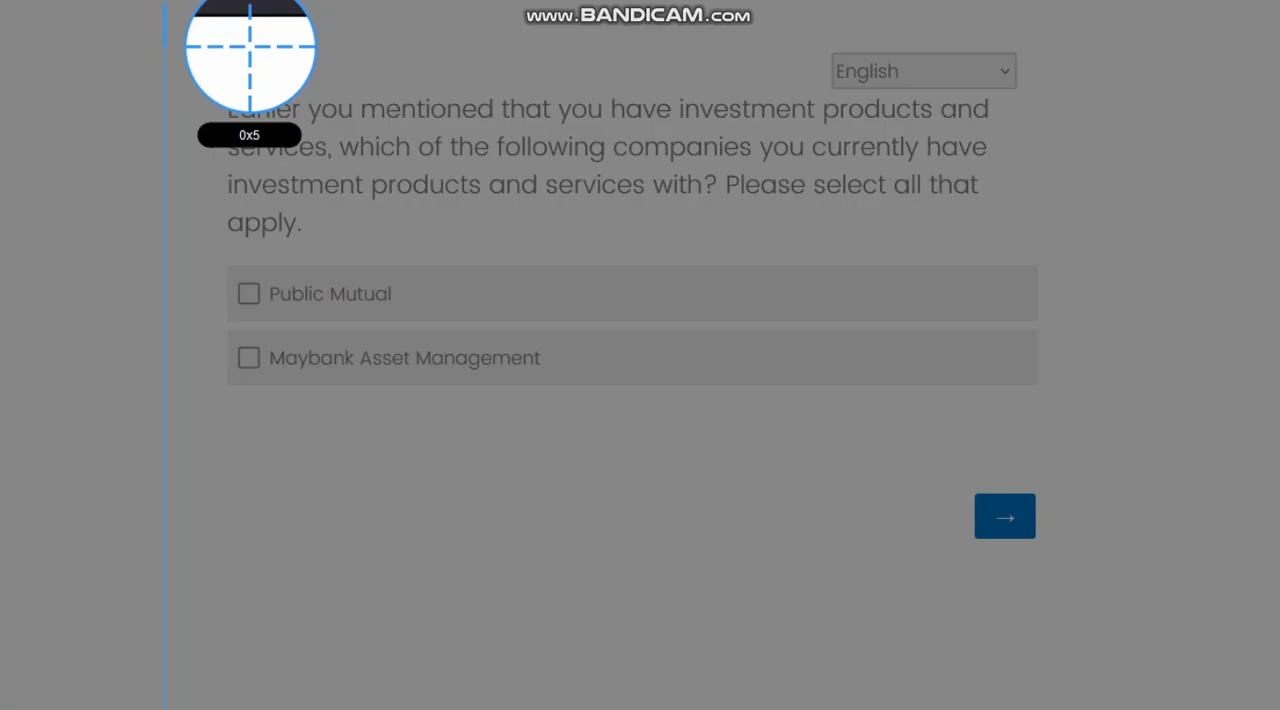 www.BANDICAM.com
English
Earlier you mentioned that you have investment products and
0x5
services, which of the following companies you currently have
investment products and services with? Please select all that
apply.
Public Mutual
Maybank Asset Management
→